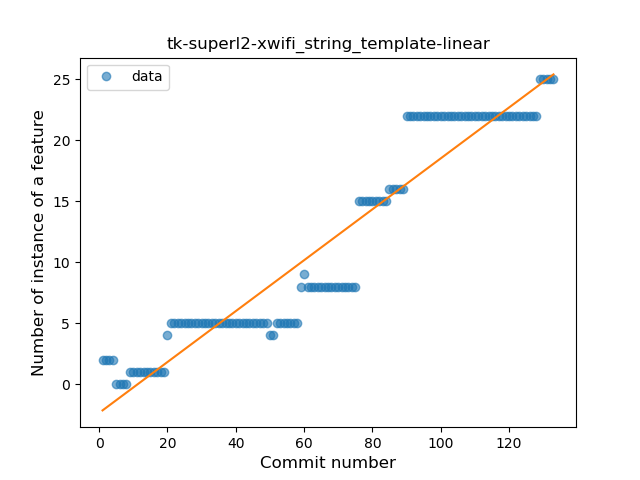 tk-superl2-xwifi_string_template-linear
data
Number of instance of a feature
25
20
15
10
5
0
0 20 40 60 80 100 120
Commit number